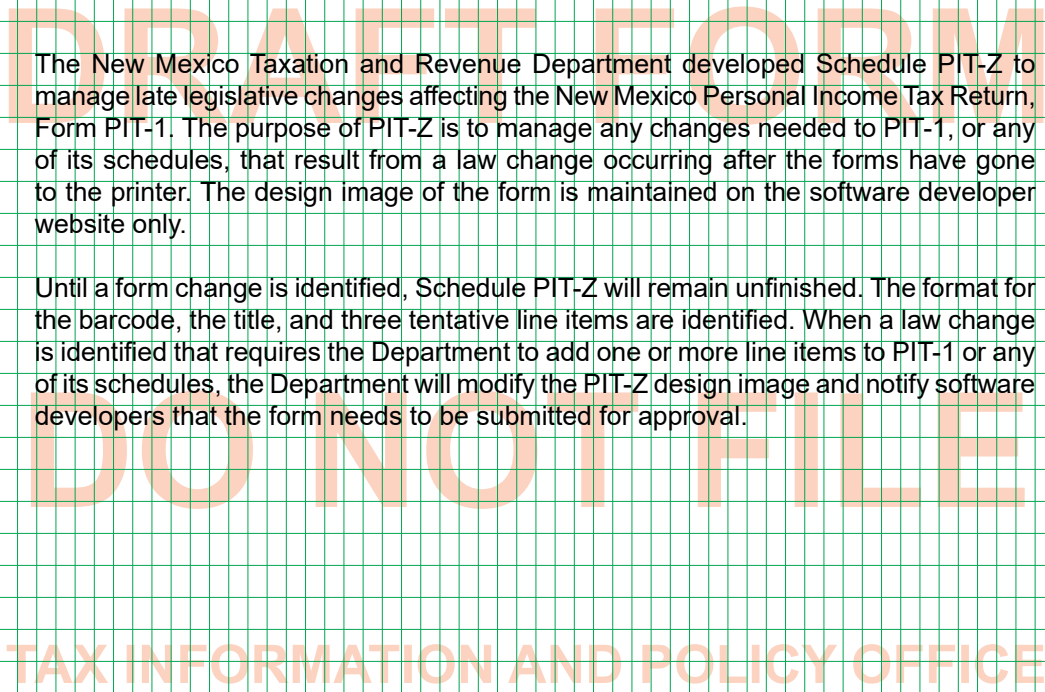 DRAFT FORM
The New Mexico Taxation and Revenue Department developed Schedule PIT-Z to
manage late legislative changes affecting the New Mexico Personal Income Tax Return,
Form PIT-1. The purpose of PIT-Z is to manage any changes needed to PIT-1, or any
of its schedules, that result from a law change occurring after the forms have gone
to the printer. The design image of the form is maintained on the software developer
website only.
Until a form change is identified, Schedule PIT-Z will remain unfinished. The format for
the barcode, the title, and three tentative line items are identified. When a law change
is identified that requires the Department to add one or more line items to PIT-1 or any
of its schedules, the Department will modify the PIT-Z design image and notify software
developers that the form needs to be submitted for approval.
DO NOT FILE
TAX INFORMATION AND POLICY OFFICE